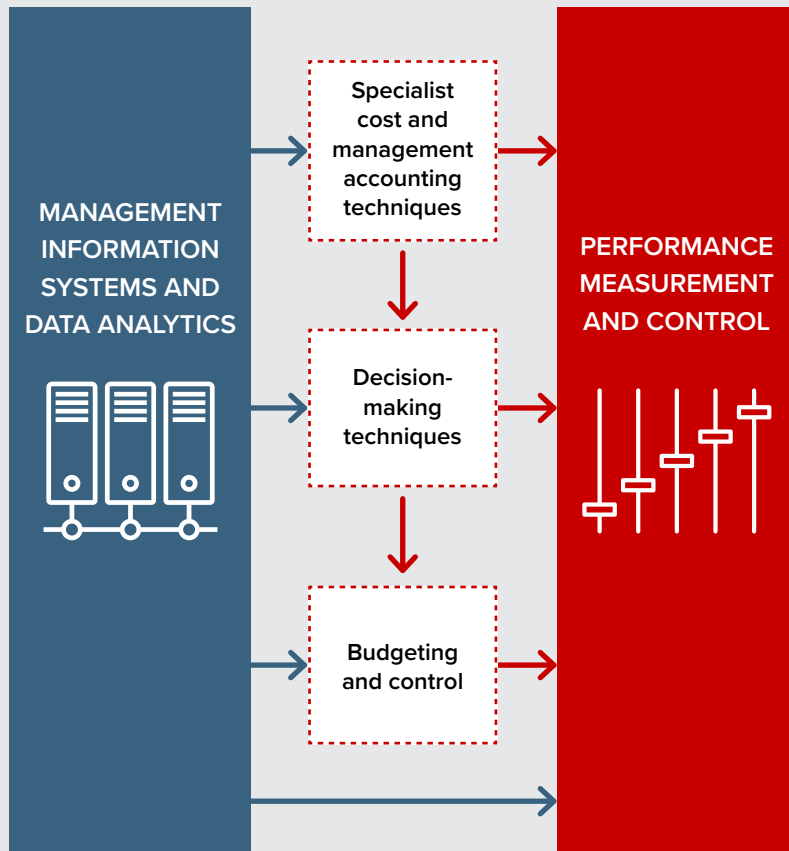 MANAGEMENT
INFORMATION
SYSTEMS AND
DATA ANALYTICS
Specialist
cost and
management
accounting
techniques
Decision-
making
techniques
Budgeting
and control
PERFORMANCE
MEASUREMENT
AND CONTROL